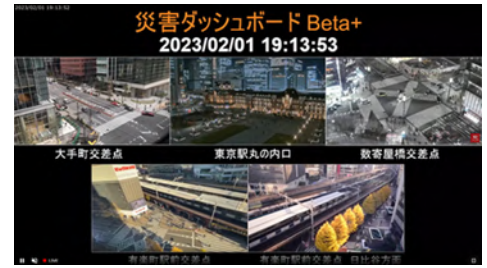 2023/02/01 19:13:53
災害ダッシュボード Beta+
2023/02/01 19:13:53
大手町交差点
東京駅丸の内口
数寄屋橋交差点
有楽町駅前交差点
有楽町駅前交差点 日比谷方面
LIVE